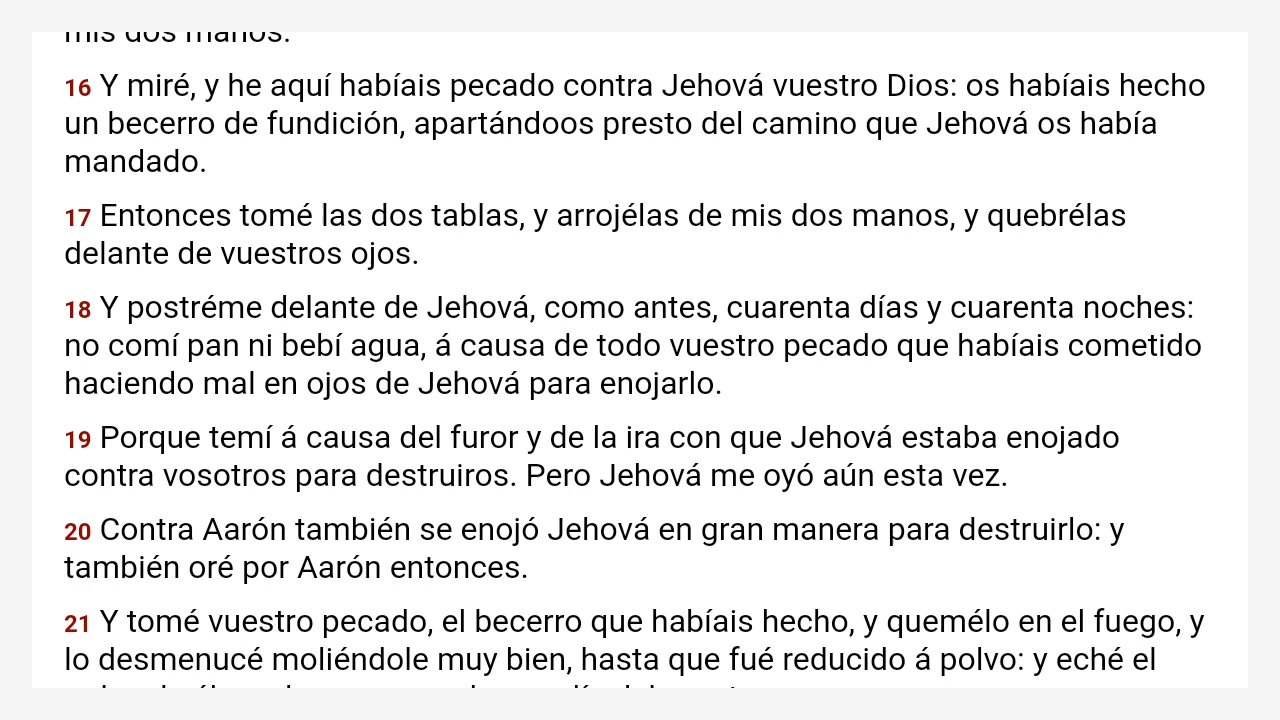 mis dos manos.
16 Y miré, y he aquí habíais pecado contra Jehová vuestro Dios: os habíais hecho
un becerro de fundición, apartándoos presto del camino que Jehová os había
mandado.
17 Entonces tomé las dos tablas, y arrojélas de mis dos manos, y quebrélas
delante de vuestros ojos.
18 Y postréme delante de Jehová, como antes, cuarenta días y cuarenta noches:
no comí pan ni bebí agua, á causa de todo vuestro pecado que habíais cometido
haciendo mal en ojos de Jehová para enojarlo.
19 Porque temí á causa del furor y de la ira con que Jehová estaba enojado
contra vosotros para destruiros. Pero Jehová me oyó aún esta vez.
20 Contra Aarón también se enojó Jehová en gran manera para destruirlo: y
también oré por Aarón entonces.
21 Y tomé vuestro pecado, el becerro que habíais hecho, y quemélo en el fuego, y
lo desmenucé moliéndole muy bien, hasta que fué reducido á polvo: y eché el